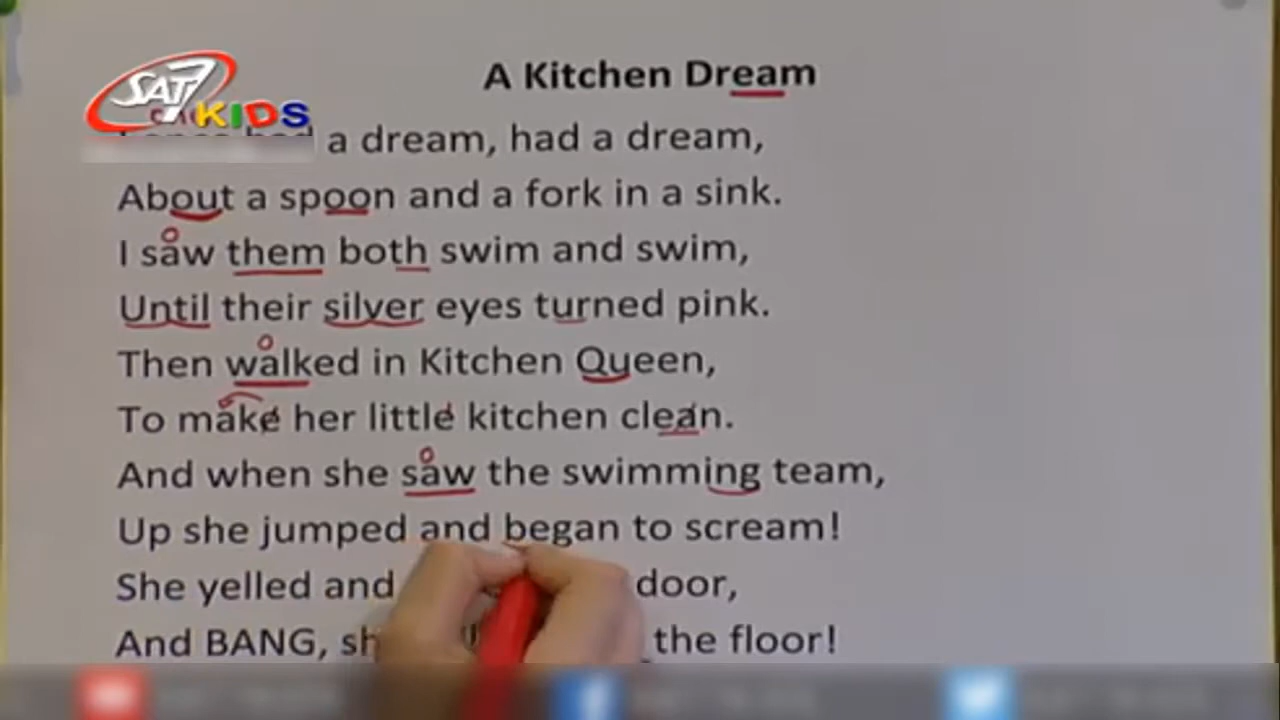 SAT7
KIDS
A Kitchen Dream
a dream, had a dream,
About a spoon and a fork in a sink.
I saw them both swim and swim,
Until their silver eyes turned pink.
Then walked in Kitchen Queen,
To make her little kitchen clean.
And when she saw the swimming team,
Up she jumped and began to scream!
She yelled and door,
And BANG, the floor!